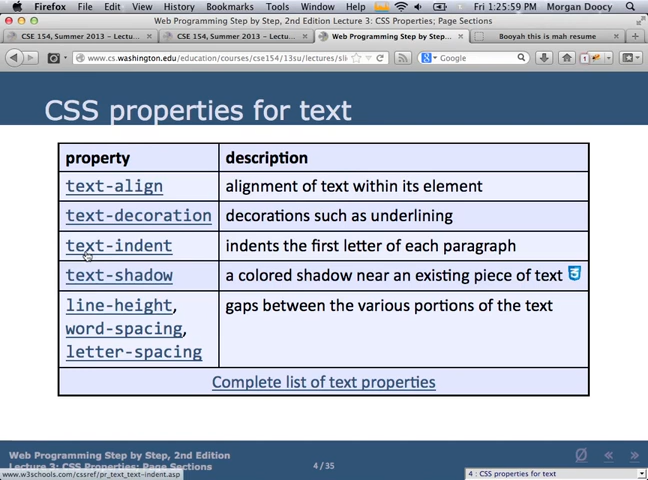 Firefox File Edit View History Bookmarks Tools Window Help 1:25:59 PM Morgan Doocy
Web Programming Step by Step, 2nd Edition Lecture 3: CSS Properties; Page Sections
CSE 154, Summer 2013 – Lectu... CSE 154, Summer 2013 – Lectu... Web Programming Step by Step,... Booyah this is mah resume
www.cs.washington.edu/education/courses/cse154/13su/lectures/sli Google
CSS properties for text
property description
text-align alignment of text within its element
text-decoration decorations such as underlining
text-indent indents the first letter of each paragraph
text-shadow a colored shadow near an existing piece of text
line-height, gaps between the various portions of the text
word-spacing,
letter-spacing
Complete list of text properties
Web Programming Step by Step, 2nd Edition
Lecture 3: CSS Properties; Page Sections
4 / 35
www.w3schools.com/cssref/pr_text_text-indent.asp
4 : CSS properties for text